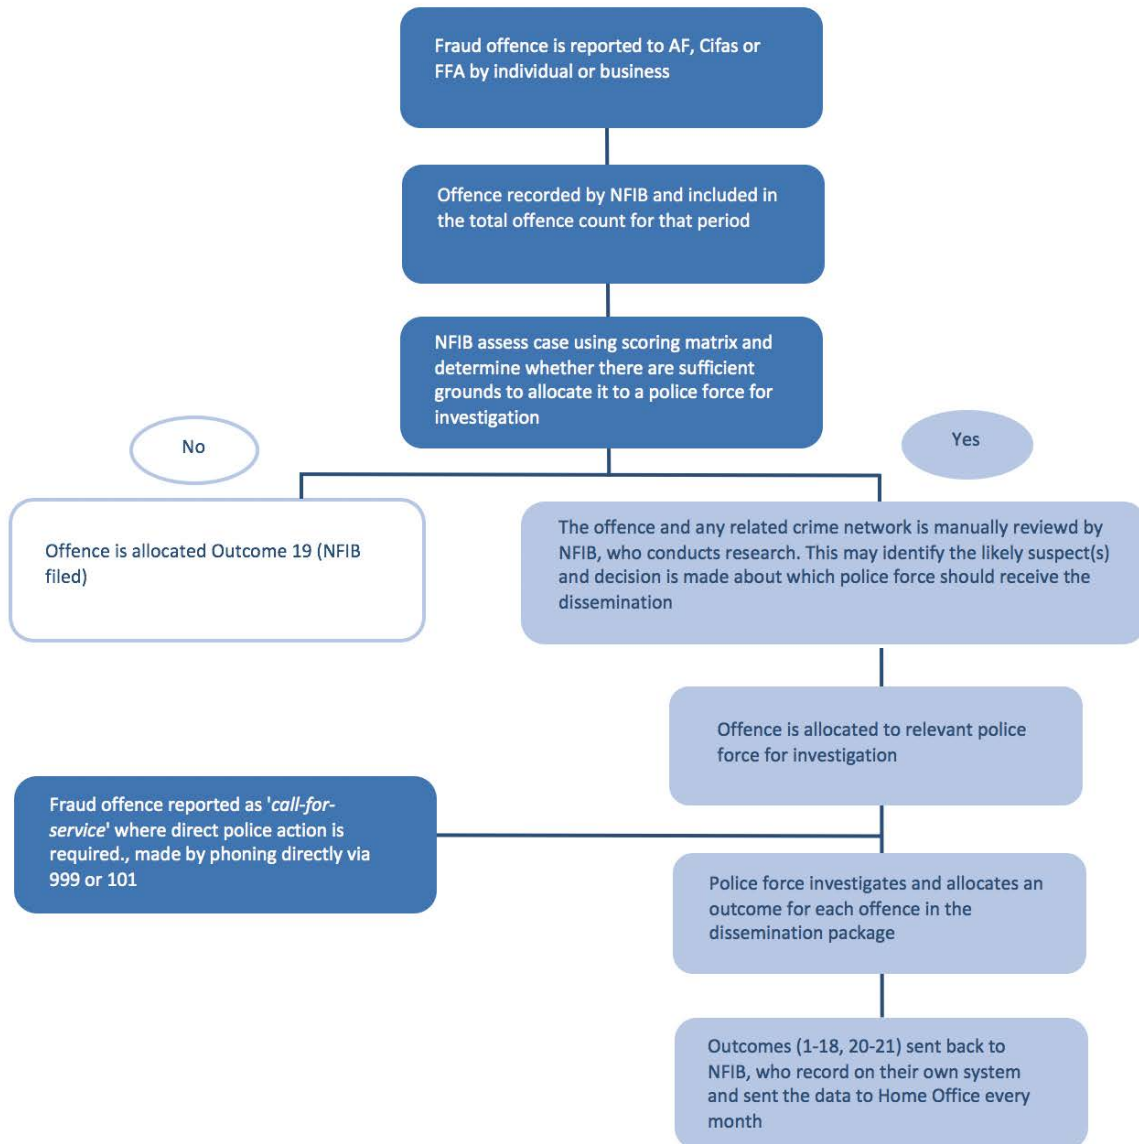 Fraud offence is reported to AF, Cifas or
FFA by individual or business
Offence recorded by NFIB and included in
the total offence count for that period
NFIB assess case using scoring matrix and
determine whether there are sufficient
grounds to allocate it to a police force for
investigation
No
Yes
Offence is allocated Outcome 19 (NFIB
filed)
The offence and any related crime network is manually reviewd by
NFIB, who conducts research. This may identify the likely suspect(s)
and decision is made about which police force should receive the
dissemination
Offence is allocated to relevant police
force for investigation
Fraud offence reported as 'call-for-
service' where direct police action is
required., made by phoning directly via
999 or 101
Police force investigates and allocates an
outcome for each offence in the
dissemination package
Outcomes (1-18, 20-21) sent back to
NFIB, who record on their own system
and sent the data to Home Office every
month